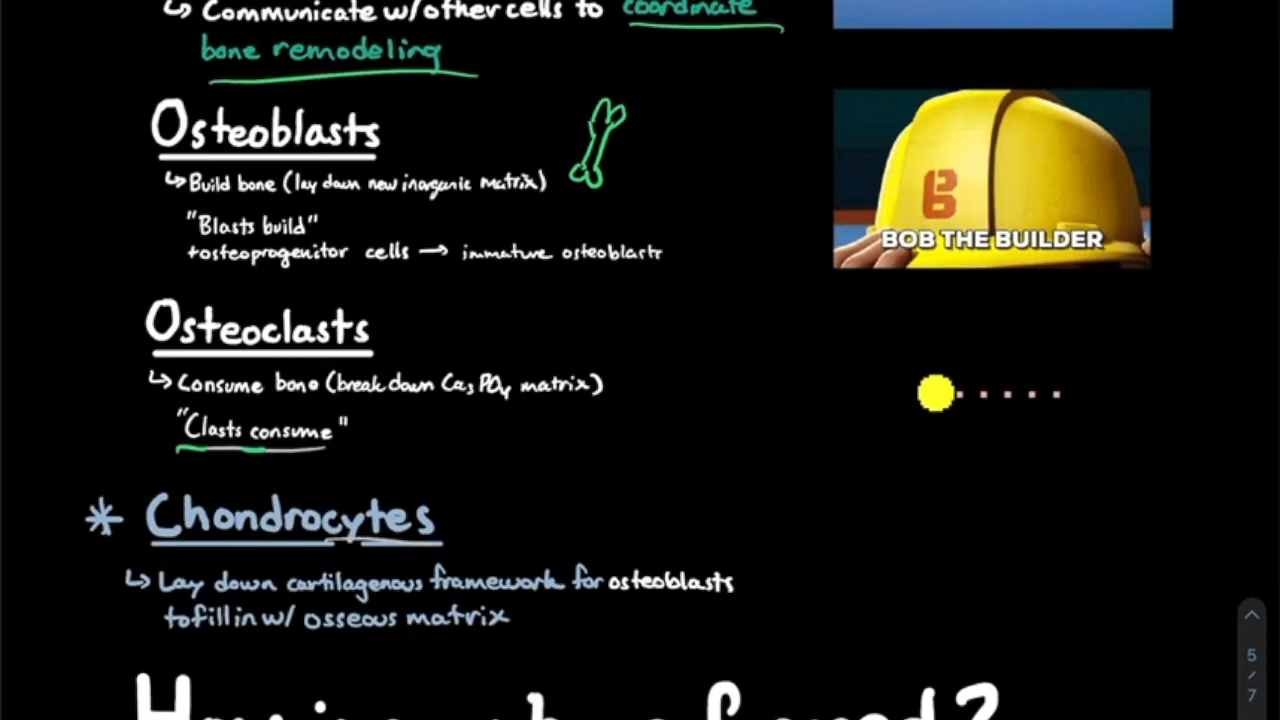 ↳ Communicate w/other cells to coordinate
bone remodeling
Osteoblasts
↳ Build bone (lay down new inorganic matrix)
"Blasts build"
+osteoprogenitor cells → immature osteoblasts
B
BOB THE BUILDER
Osteoclasts
↳ Consume bone (break down Ca3PO4 matrix)
"Clasts consume"
* Chondrocytes
↳ Lay down cartilagenous framework for osteoblasts
to fill in w/ osseous matrix
5
/
7